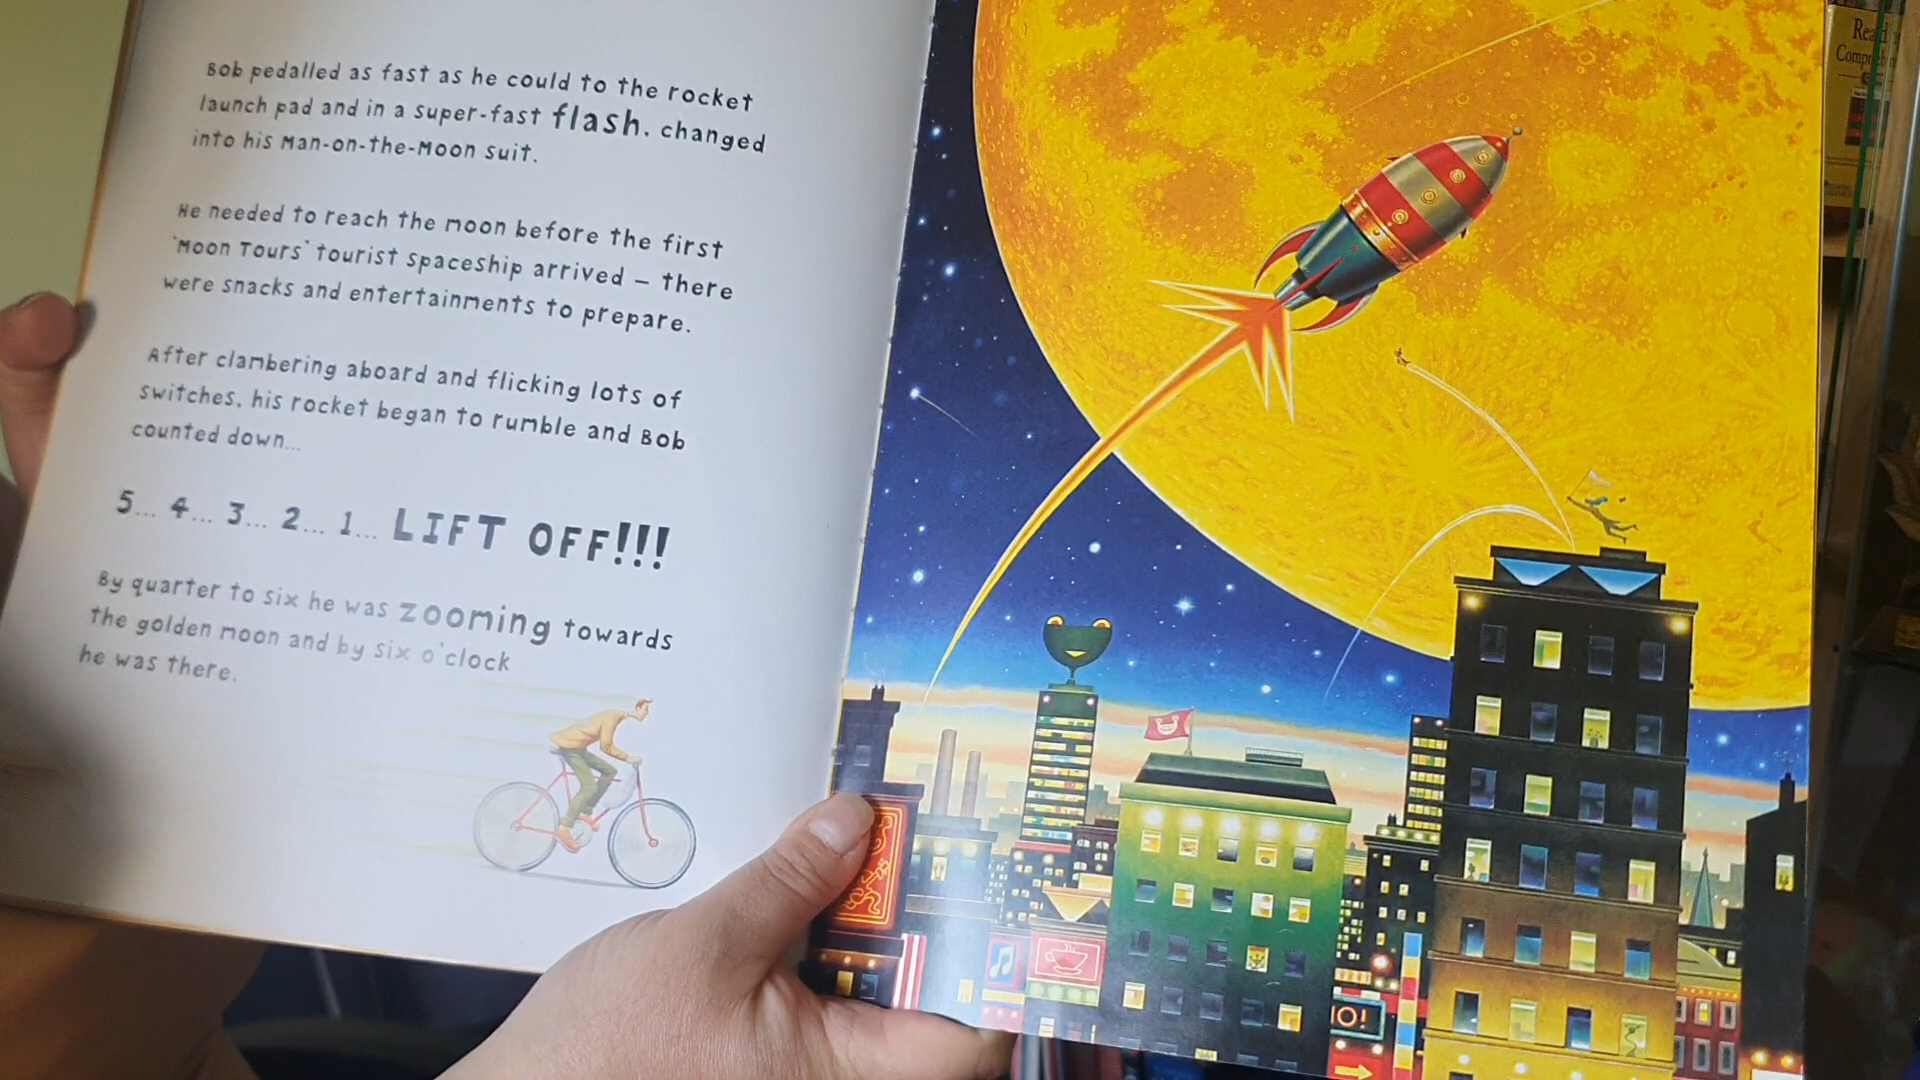 Bob pedalled as fast as he could to the rocket
launch pad and in a super-fast flash, changed
into his Man-on-the-Moon suit.
He needed to reach the moon before the first
'Moon Tours' tourist spaceship arrived – there
were snacks and entertainments to prepare.
After clambering aboard and flicking lots of
switches, his rocket began to rumble and Bob
counted down...
5... 4... 3... 2... 1... LIFT OFF!!!
By quarter to six he was zooming towards
the golden moon and by six o'clock
he was there.